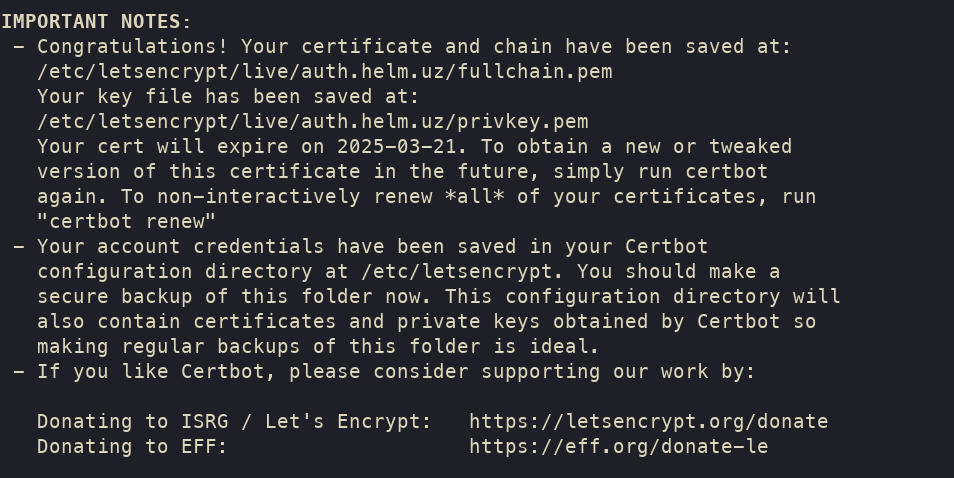 IMPORTANT NOTES:
 - Congratulations! Your certificate and chain have been saved at:
   /etc/letsencrypt/live/auth.helm.uz/fullchain.pem
   Your key file has been saved at:
   /etc/letsencrypt/live/auth.helm.uz/privkey.pem
   Your cert will expire on 2025-03-21. To obtain a new or tweaked
   version of this certificate in the future, simply run certbot
   again. To non-interactively renew *all* of your certificates, run
   "certbot renew"
 - Your account credentials have been saved in your Certbot
   configuration directory at /etc/letsencrypt. You should make a
   secure backup of this folder now. This configuration directory will
   also contain certificates and private keys obtained by Certbot so
   making regular backups of this folder is ideal.
 - If you like Certbot, please consider supporting our work by:

   Donating to ISRG / Let's Encrypt:   https://letsencrypt.org/donate
   Donating to EFF:                    https://eff.org/donate-le